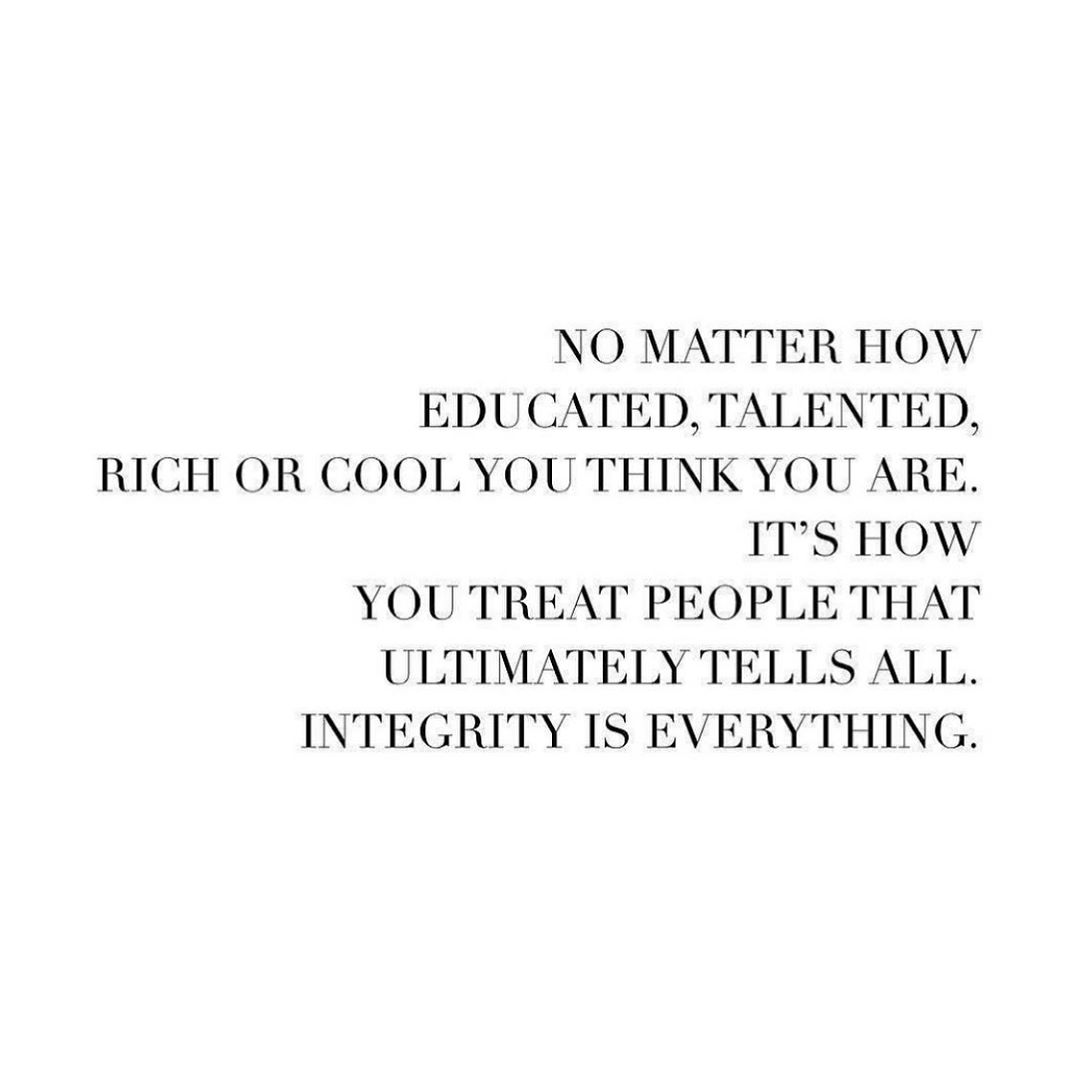 NO MATTER HOW
EDUCATED, TALENTED,
RICH OR COOL YOU THINK YOU ARE.
IT’S HOW
YOU TREAT PEOPLE THAT
ULTIMATELY TELLS ALL.
INTEGRITY IS EVERYTHING.